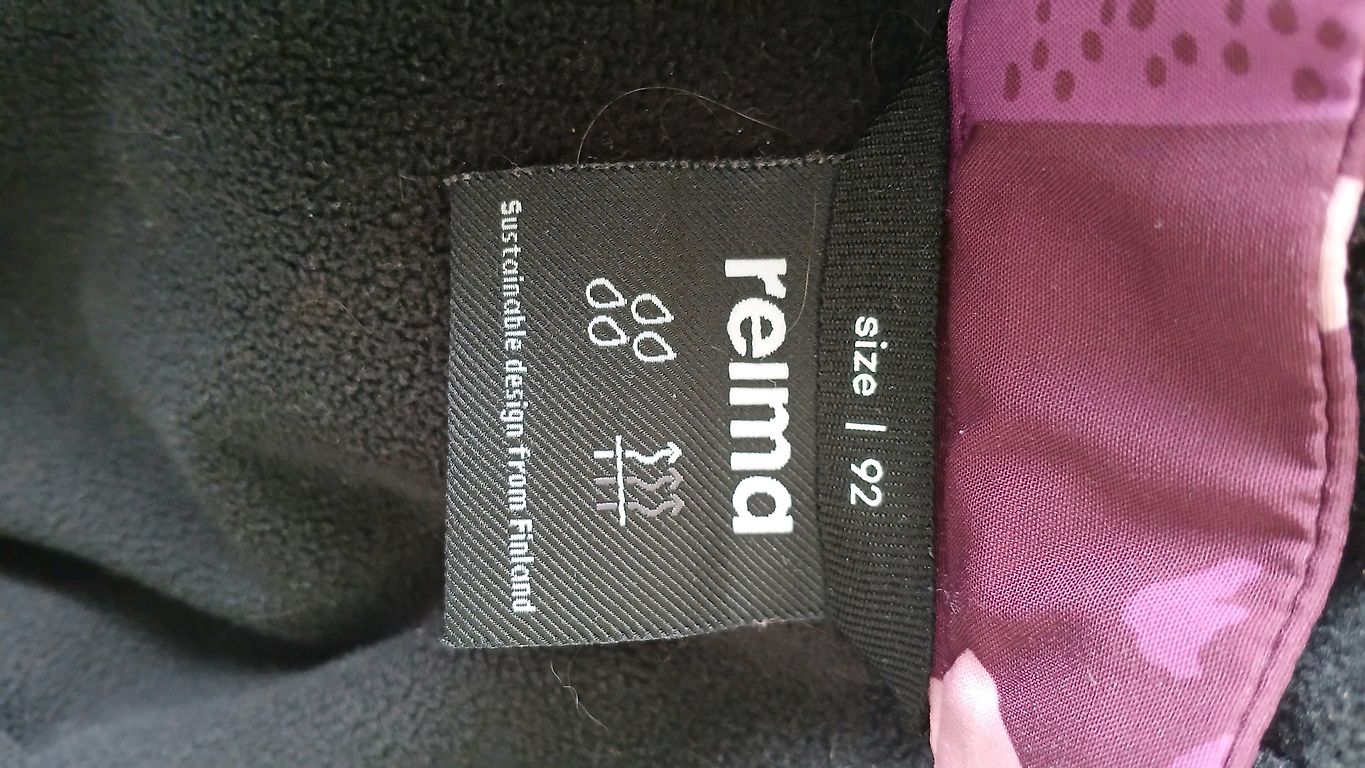 size | 92
reima
Sustainable design from Finland